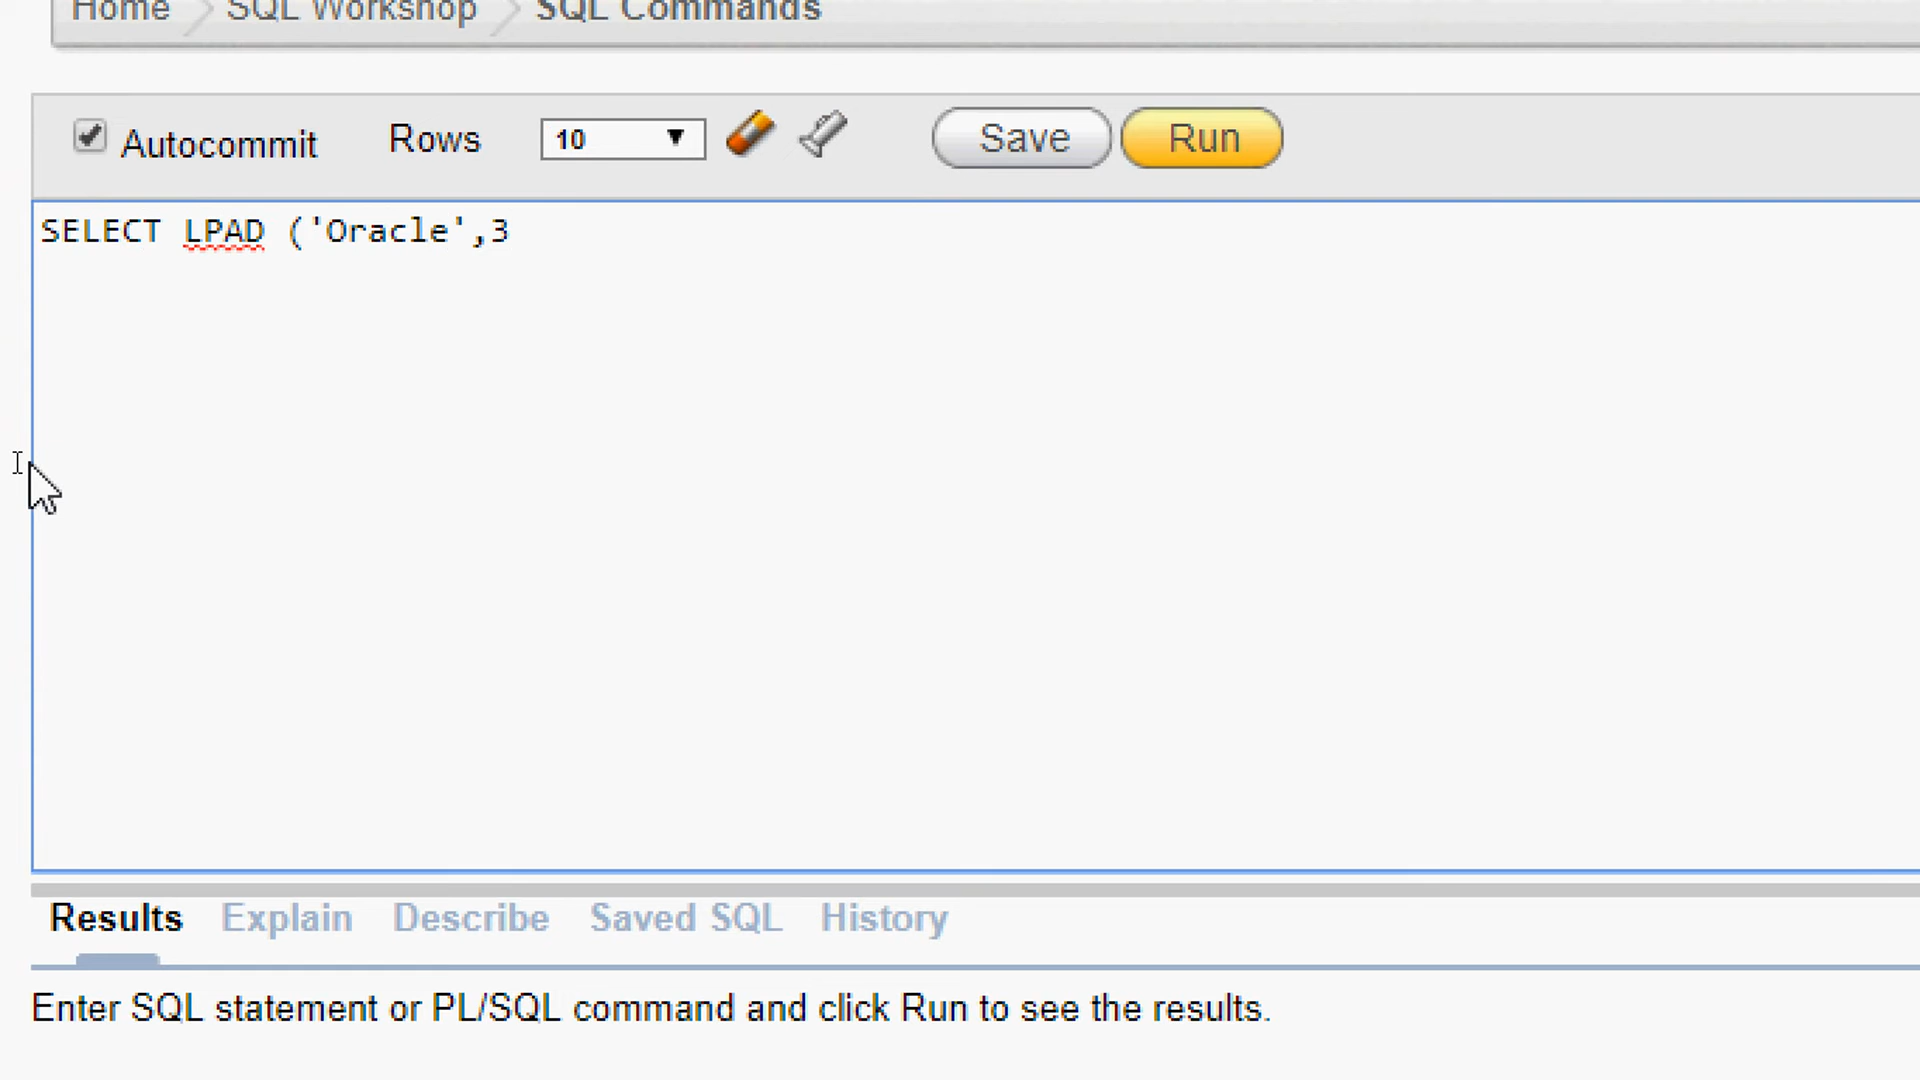 Home SQL Workshop SQL Commands
Autocommit Rows 10 Save Run
SELECT LPAD ('Oracle',3
Results Explain Describe Saved SQL History
Enter SQL statement or PL/SQL command and click Run to see the results.